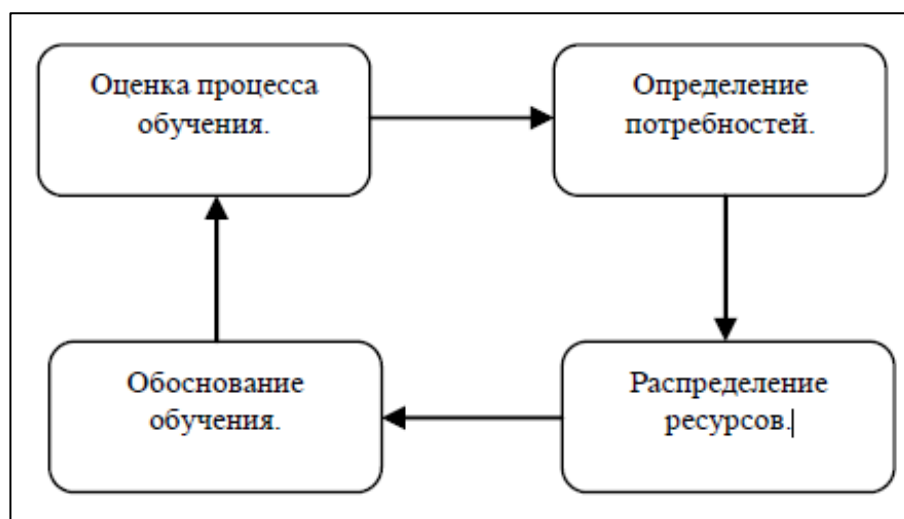 Оценка процесса
обучения.
Определение
потребностей.
Обоснование
обучения.
Распределение
ресурсов.